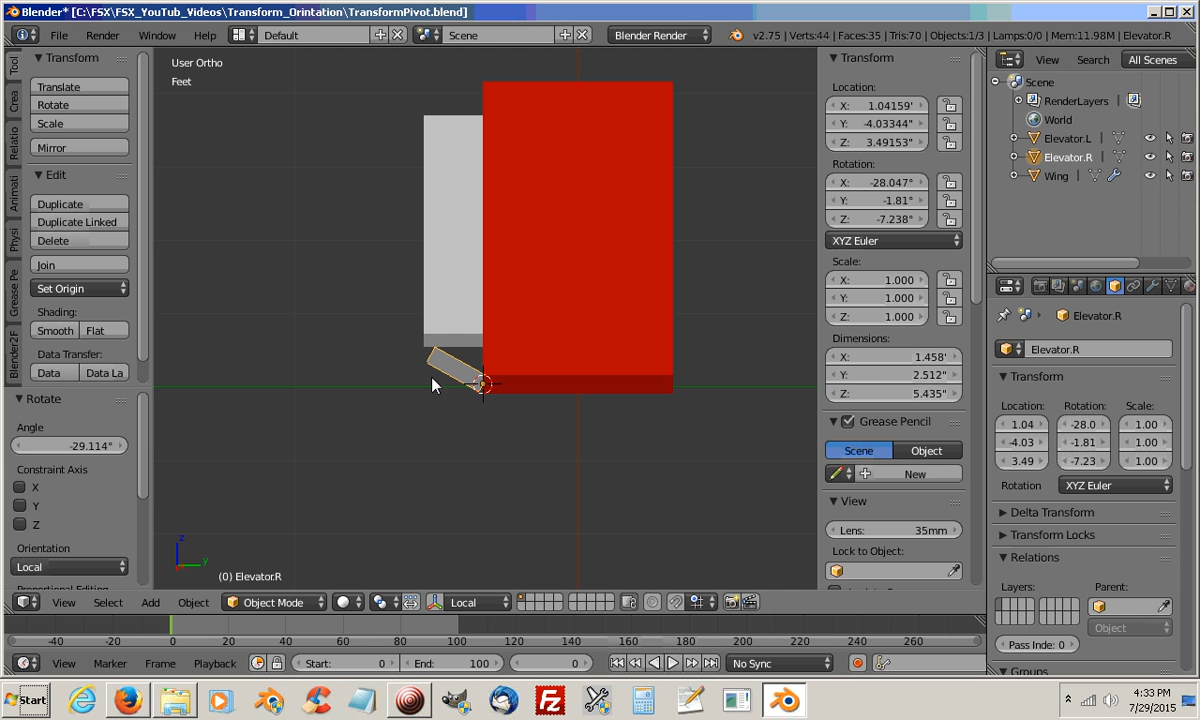 Blender* [C:\FSX\FSX_YouTub_Videos\Transform_Orintation\TransformPivot.blend]
File Render Window Help Default Scene Blender Render v2.75 | Verts:44 | Faces:35 | Tris:70 | Objects:1/3 | Lamps:0/0 | Mem:11.98M | Elevator.R
Tool
Crea
Relatio
Animati
Physi
Grease Pe
Blender2F
Transform
Translate
Rotate
Scale
Mirror
Edit
Duplicate
Duplicate Linked
Delete
Join
Set Origin
Shading:
Smooth Flat
Data Transfer:
Data Data La
Rotate
Angle
-29.114°
Constraint Axis
X
Y
Z
Orientation
Local
User Ortho
Feet
z
y
(0) Elevator.R
Transform
Location:
X: 1.04159'
Y: -4.03344"
Z: 3.49153"
Rotation:
X: -28.047°
Y: -1.81°
Z: -7.238°
XYZ Euler
Scale:
X: 1.000
Y: 1.000
Z: 1.000
Dimensions:
X: 1.458'
Y: 2.512"
Z: 5.435"
Grease Pencil
Scene Object
New
View
Lens: 35mm
Lock to Object:
View Search All Scenes
Scene
RenderLayers
World
Elevator.L
Elevator.R
Wing
Elevator.R
Elevator.R
Transform
Location: Rotation: Scale:
1.04 -28.0 1.00
-4.03 -1.81 1.00
3.49 -7.23 1.00
Rotation XYZ Euler
Delta Transform
Transform Locks
Relations
Layers: Parent:
Object
Pass Inde: 0
Groups
View Select Add Object Object Mode Local
-40 -20 0 20 40 60 80 100 120 140 160 180 200 220 240 260
View Marker Frame Playback Start: 0 End: 100 0 No Sync
Start
4:33 PM
7/29/2015